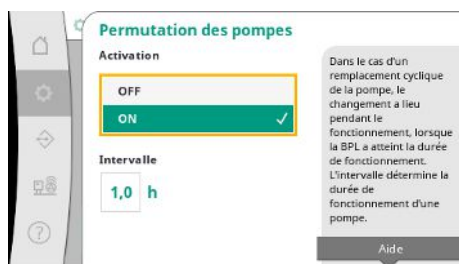 Permutation des pompes
Activation
OFF
ON
Intervalle
1,0 h
Dans le cas d'un
remplacement cyclique
de la pompe, le
changement a lieu
pendant le
fonctionnement, lorsque
la BPL a atteint la durée
de fonctionnement.
L'intervalle détermine la
durée de
fonctionnement d'une
pompe.
Aide